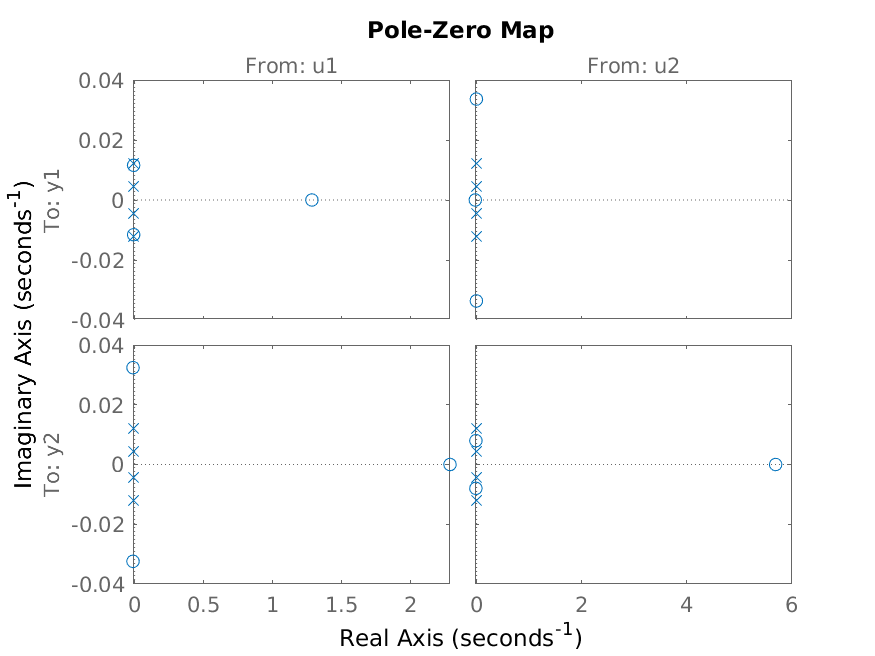 Pole-Zero Map
From: u1
From: u2
0.04
0.02
0
-0.02
-0.04
To: y1
0.04
0.02
0
-0.02
-0.04
To: y2
Imaginary Axis (seconds⁻¹)
0
0.5
1
1.5
2
0
2
4
6
Real Axis (seconds⁻¹)